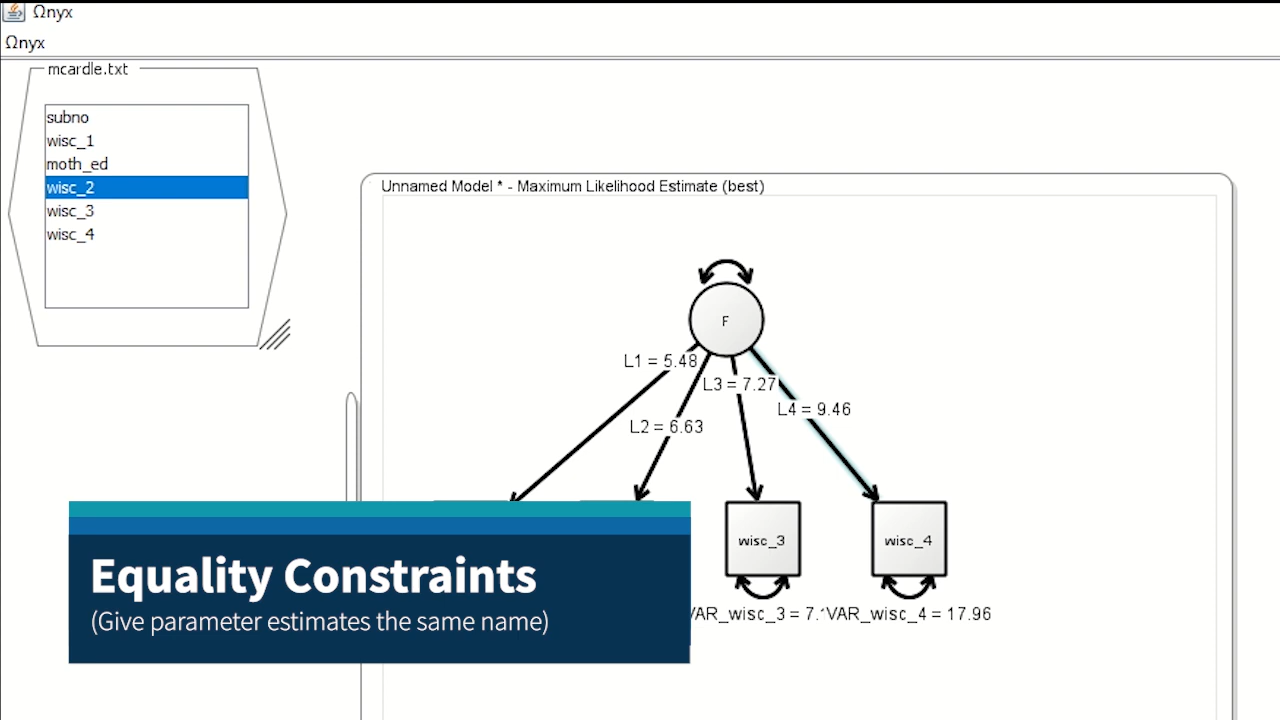 Ωnyx
Ωnyx
mcardle.txt
subno
wisc_1
moth_ed
wisc_2
wisc_3
wisc_4
Unnamed Model * - Maximum Likelihood Estimate (best)
F
L1 = 5.48
L3 = 7.27
L4 = 9.46
L2 = 6.63
wisc_3
wisc_4
Equality Constraints
(Give parameter estimates the same name)
VAR_wisc_3 = 7.
VAR_wisc_4 = 17.96